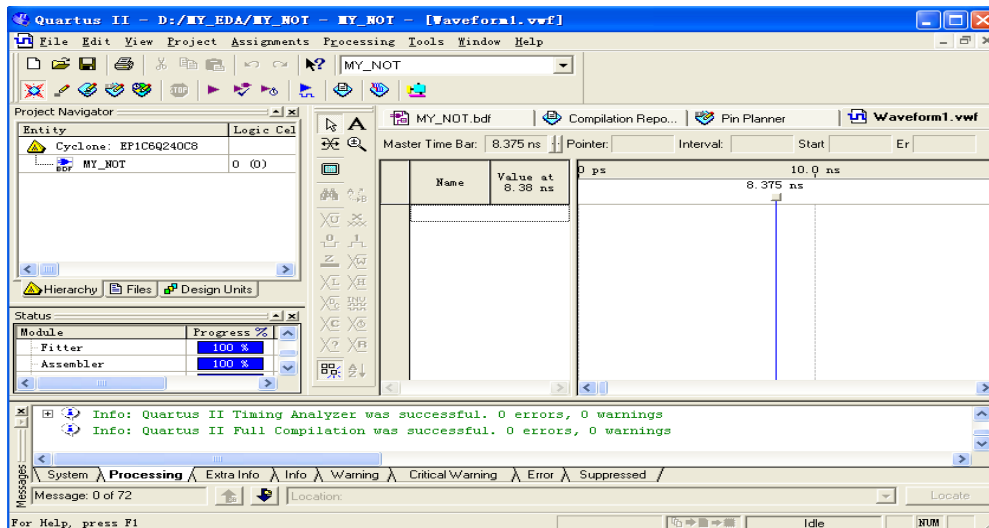 Quartus II - D:/MY_EDA/MY_NOT - MY_NOT - [Waveform1.vwf]
File Edit View Project Assignments Processing Tools Window Help
MY_NOT
STOP
Project Navigator
Entity Logic Cel
Cyclone: EP1C6Q240C8
BDF MY_NOT 0 (0)
Hierarchy Files Design Units
Status
Module Progress %
Fitter 100 %
Assembler 100 %
MY_NOT.bdf Compilation Repo... Pin Planner Waveform1.vwf
Master Time Bar: 8.375 ns Pointer: Interval: Start Er
Name Value at
8.38 ns
0 ps 10.0 ns
8.375 ns
Info: Quartus II Timing Analyzer was successful. 0 errors, 0 warnings
Info: Quartus II Full Compilation was successful. 0 errors, 0 warnings
System Processing Extra Info Info Warning Critical Warning Error Suppressed
Messages
Message: 0 of 72 Location: Locate
For Help, press F1 Idle NUM